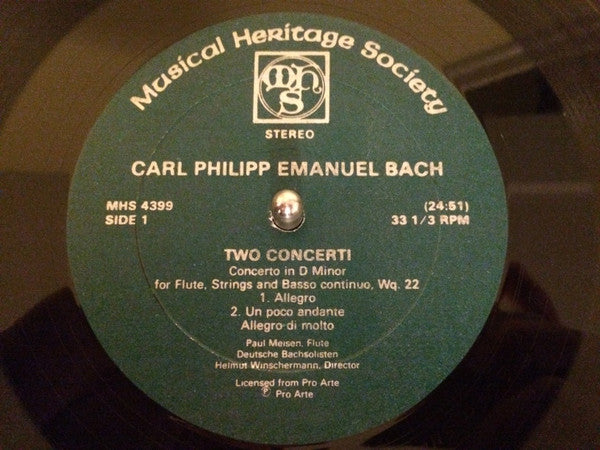 Musical Heritage Society
mhs
STEREO
CARL PHILIPP EMANUEL BACH
MHS 4399 (24:51)
SIDE 1 33 1/3 RPM
TWO CONCERTI
Concerto in D Minor
for Flute, Strings and Basso continuo, Wq. 22
1. Allegro
2. Un poco andante
Allegro di molto
Paul Meisen, Flute
Deutsche Bachsolisten
Helmut Winschermann, Director
Licensed from Pro Arte
℗ Pro Arte